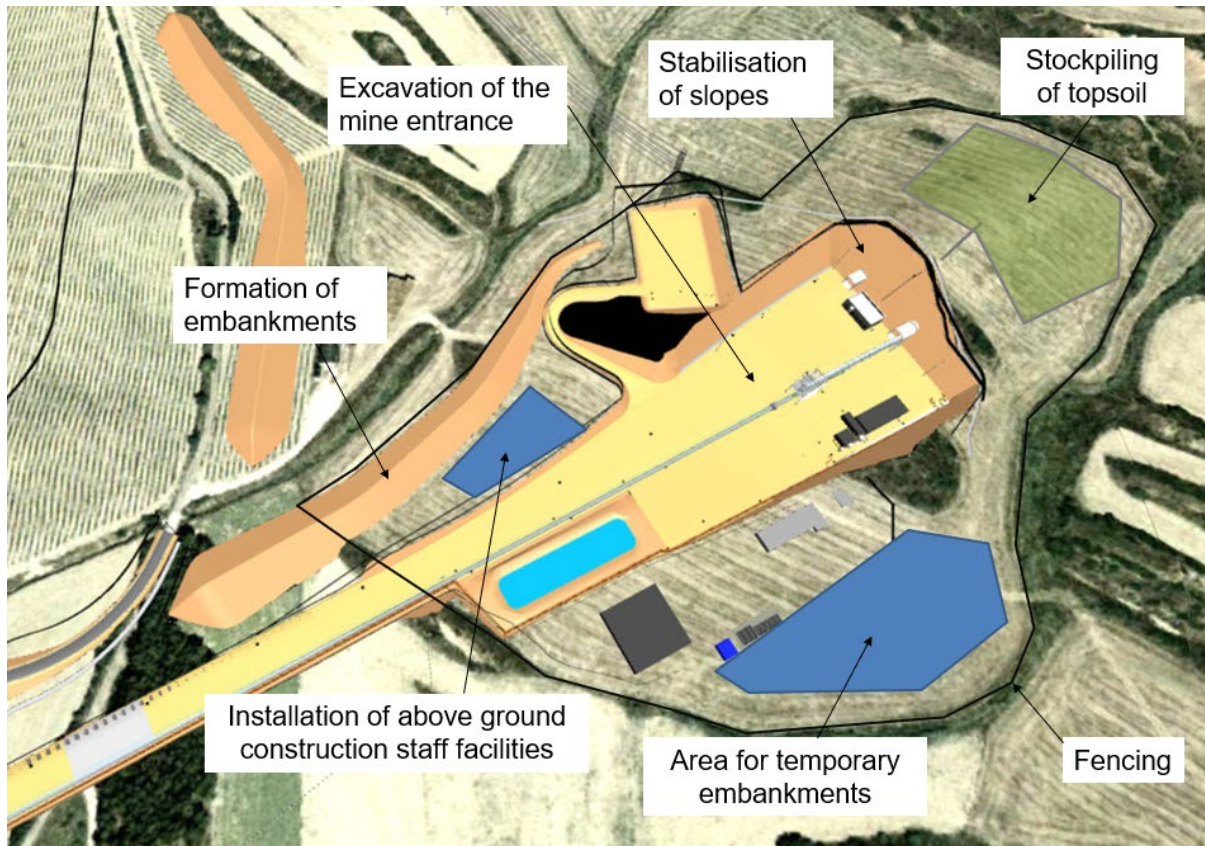 Excavation of the
mine entrance
Stabilisation
of slopes
Stockpiling
of topsoil
Formation of
embankments
Installation of above ground
construction staff facilities
Area for temporary
embankments
Fencing